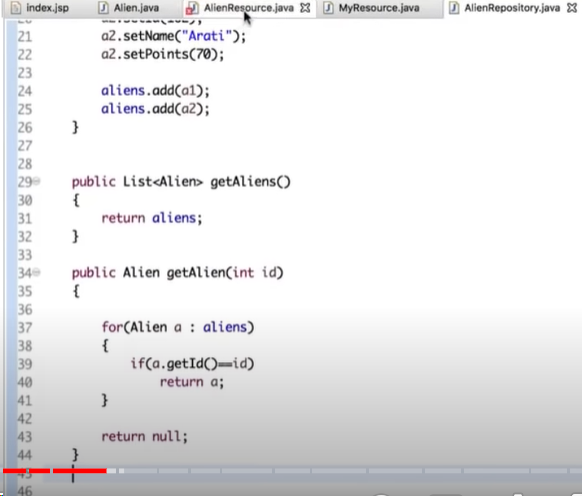 index.jsp Alien.java AlienResource.java MyResource.java AlienRepository.java
21 a2.setName("Arati");
22 a2.setPoints(70);
23
24 aliens.add(a1);
25 aliens.add(a2);
26 }
27
28
29 public List<Alien> getAliens()
30 {
31 return aliens;
32 }
33
34 public Alien getAlien(int id)
35 {
36
37 for(Alien a : aliens)
38 {
39 if(a.getId()==id)
40 return a;
41 }
42
43 return null;
44 }
45
46